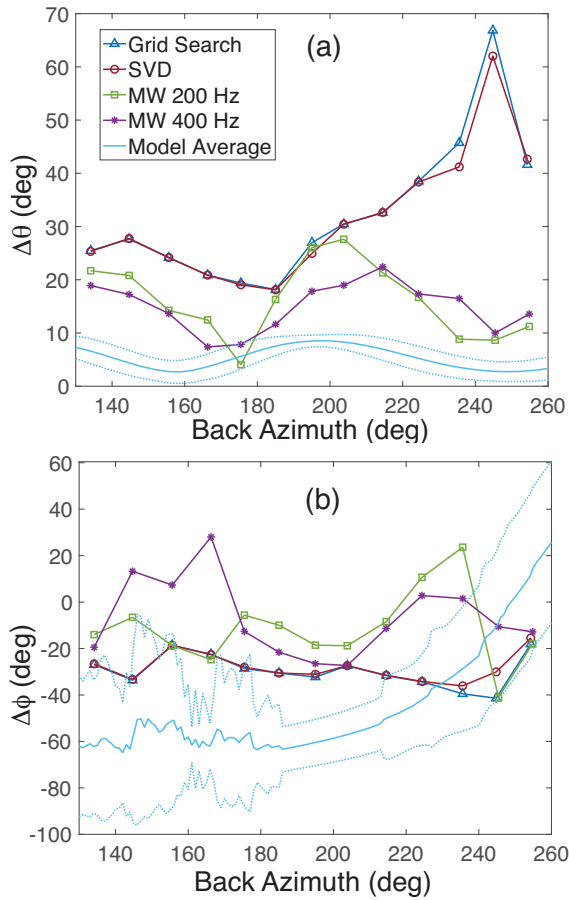 (a)
Grid Search
SVD
MW 200 Hz
MW 400 Hz
Model Average
70
60
50
40
30
20
10
0
Δθ (deg)
140 160 180 200 220 240 260
Back Azimuth (deg)
(b)
60
40
20
0
-20
-40
-60
-80
-100
Δϕ (deg)
140 160 180 200 220 240 260
Back Azimuth (deg)